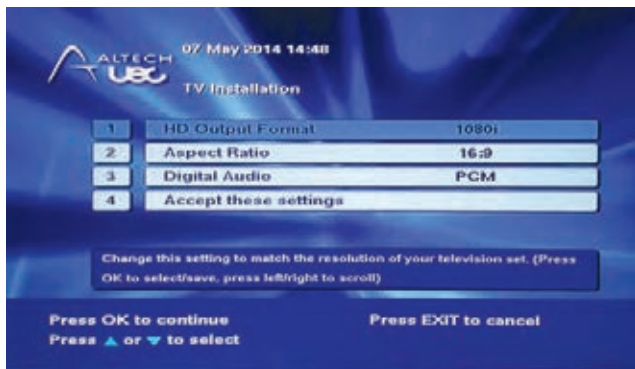 ALTECH
UEC
07 May 2014 14:48
TV Installation
1 HD Output Format 1080i
2 Aspect Ratio 16:9
3 Digital Audio PCM
4 Accept these settings
Change this setting to match the resolution of your television set. (Press
OK to select/save, press left/right to scroll)
Press OK to continue Press EXIT to cancel
Press ▲ or ▼ to select